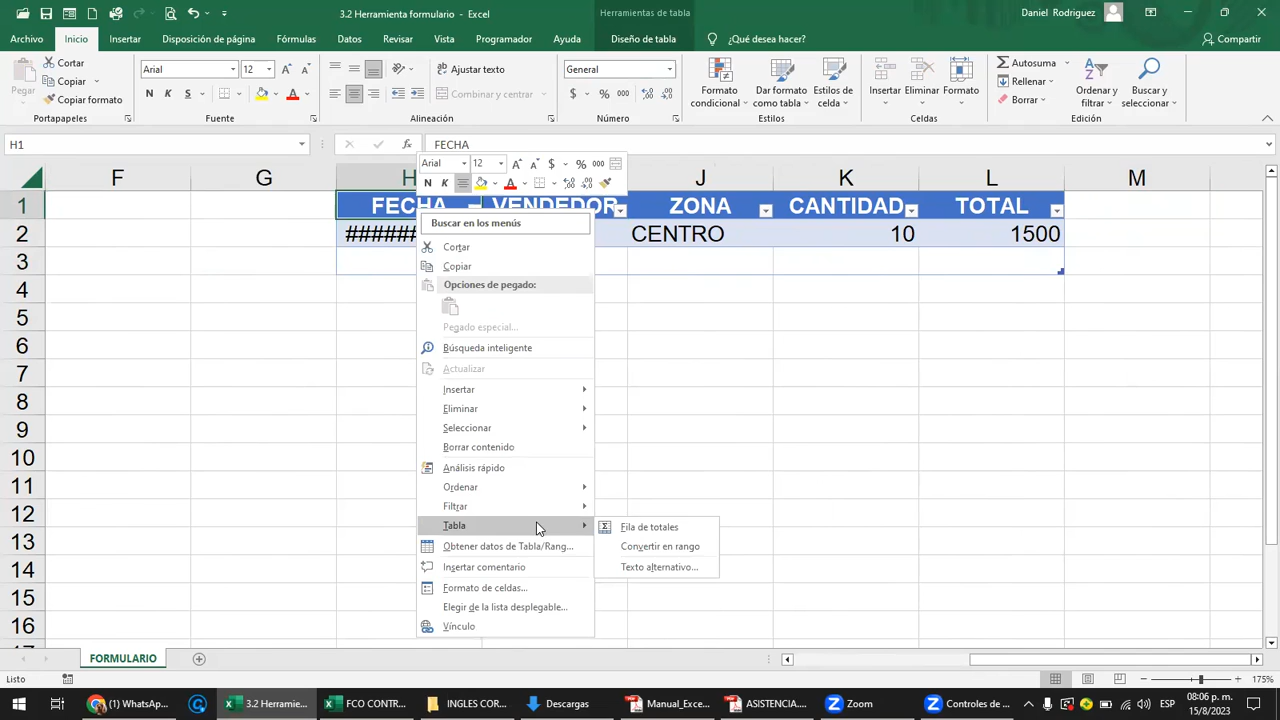 3.2 Herramienta formulario - Excel
Herramientas de tabla
Daniel Rodriguez
Archivo Inicio Insertar Disposición de página Fórmulas Datos Revisar Vista Programador Ayuda Diseño de tabla ¿Qué desea hacer? Compartir
Pegar
Cortar
Copiar
Copiar formato
Portapapeles
Arial 12
N K S
Fuente
Ajustar texto
Combinar y centrar
Alineación
General
$ % 000
Número
Formato condicional
Dar formato como tabla
Estilos de celda
Estilos
Insertar
Eliminar
Formato
Celdas
Autosuma
Rellenar
Borrar
Ordenar y filtrar
Buscar y seleccionar
Edición
H1 fx FECHA
Arial 12 $ % 000
N K
F G H J K L M
1 FECHA VENDEDOR ZONA CANTIDAD TOTAL
2 ###### CENTRO 10 1500
3
4
5
6
7
8
9
10
11
12
13
14
15
16
Buscar en los menús
Cortar
Copiar
Opciones de pegado:
Pegado especial...
Búsqueda inteligente
Actualizar
Insertar
Eliminar
Seleccionar
Borrar contenido
Análisis rápido
Ordenar
Filtrar
Tabla
Obtener datos de Tabla/Rang...
Insertar comentario
Formato de celdas...
Elegir de la lista desplegable...
Vínculo
Fila de totales
Convertir en rango
Texto alternativo...
FORMULARIO
Listo
175%
(1) WhatsApp...
3.2 Herramie...
FCO CONTR...
INGLES COR...
Descargas
Manual_Exce...
ASISTENCIA....
Zoom
Controles de ...
ESP
08:06 p. m.
15/8/2023